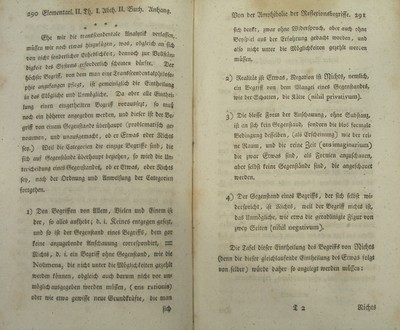 290 Elementarl. II. Th. I. Abth. II. Buch. Anhang.
* * *
Ehe wir die transscendentale Analytik verlassen,
müssen wir noch etwas hinzufügen, was, obgleich an sich
von nicht sonderlicher Erheblichkeit, dennoch zur Vollstän-
digkeit des Systems erforderlich scheinen dürfte. Der
höchste Begriff, von dem man eine Transscendentalphiloso-
phie anzufangen pflegt, ist gemeiniglich die Eintheilung
in das Mögliche und Unmögliche. Da aber alle Einthei-
lung einen eingetheilten Begriff voraussetzt, so muß
noch ein höherer angegeben werden, und dieser ist der Be-
griff von einem Gegenstande überhaupt (problematisch ge-
nommen, und unausgemacht, ob er Etwas oder Nichts
sey.) Weil die Categorien die einzige Begriffe sind, die
sich auf Gegenstände überhaupt beziehen, so wird die Un-
terscheidung eines Gegenstandes, ob er Etwas, oder Nichts
sey, nach der Ordnung und Anweisung der Categorien
fortgehen.
1) Den Begriffen von Allem, Vielem und Einem ist
der, so alles aufhebt, d. i. Keines entgegen gesetzt,
und so ist der Gegenstand eines Begriffs, dem gar
keine anzugebende Anschauung correspondirt, =
Nichts, d. i. ein Begriff ohne Gegenstand, wie die
Noümena, die nicht unter die Möglichkeiten gezählt
werden können, obgleich auch darum nicht vor un-
möglich ausgegeben werden müssen, (ens rationis)
oder wie etwa gewisse neue Grundkräfte, die man
sich
Von der Amphibolie der Reflexionsbegriffe. 291
sich denkt, zwar ohne Widerspruch, aber auch ohne
Beyspiel aus der Erfahrung gedacht werden, und
also nicht unter die Möglichkeiten gezählt werden
müssen.
2) Realität ist Etwas, Negation ist Nichts, nemlich,
ein Begriff von dem Mangel eines Gegenstandes,
wie der Schatten, die Kälte (nihil privativum).
3) Die bloße Form der Anschauung, ohne Substanz,
ist an sich kein Gegenstand, sondern die blos formale
Bedingung desselben, (als Erscheinung) wie der rei-
ne Raum, und die reine Zeit (ens imaginarium)
die zwar Etwas sind, als Formen anzuschauen,
aber selbst keine Gegenstände sind, die angeschauet
werden.
4) Der Gegenstand eines Begriffs, der sich selbst wi-
derspricht, ist Nichts, weil der Begriff nichts ist,
das Unmögliche, wie etwa die geradlinigte Figur von
zwey Seiten (nihil negativum).
Die Tafel dieser Eintheilung des Begriffs von Nichts
(denn die dieser gleichlaufende Eintheilung des Etwas folgt
von selber) würde daher so angelegt werden müssen:
T 2
Nichts